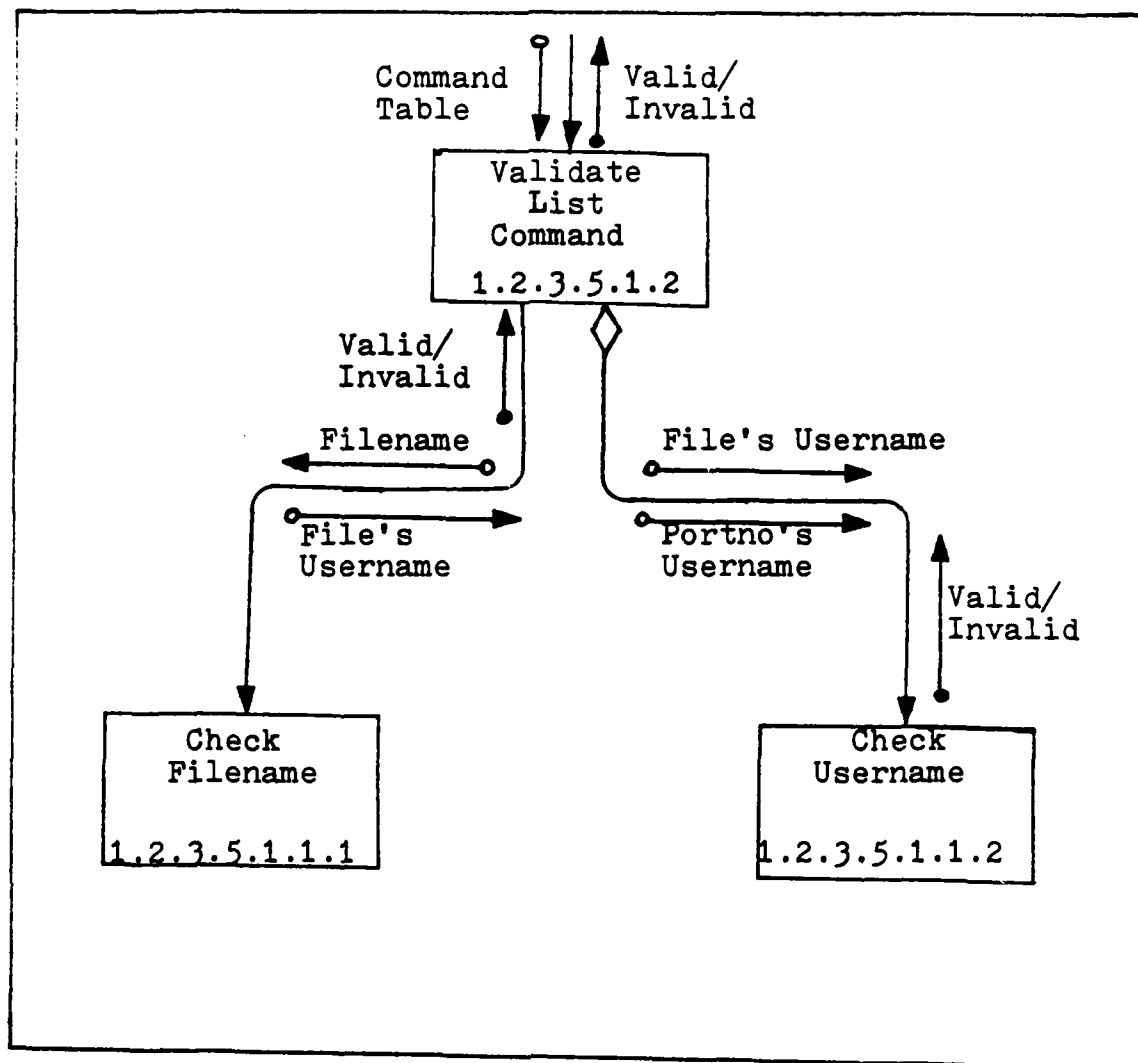 Command
Table
Valid/
Invalid
Validate
List
Command
1.2.3.5.1.2
Valid/
Invalid
Filename
File's
Username
File's Username
Portno's
Username
Valid/
Invalid
Check
Filename
1.2.3.5.1.1.1
Check
Username
1.2.3.5.1.1.2